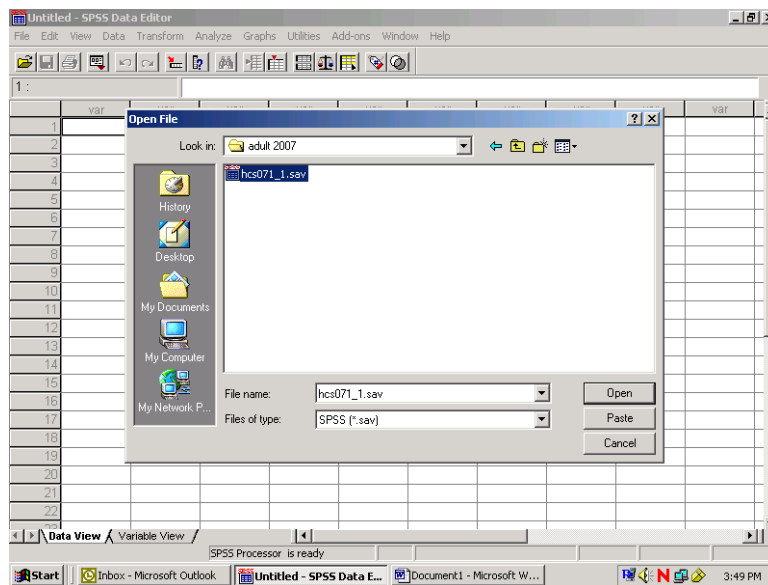 Untitled - SPSS Data Editor
File Edit View Data Transform Analyze Graphs Utilities Add-ons Window Help
1 :
var var
Open File
Look in: adult 2007
hcs071_1.sav
History
Desktop
My Documents
My Computer
My Network P...
File name: hcs071_1.sav Open
Files of type: SPSS (*.sav) Paste
Cancel
1
2
3
4
5
6
7
8
9
10
11
12
13
14
15
16
17
18
19
20
21
22
Data View Variable View
SPSS Processor is ready
Start Inbox - Microsoft Outlook Untitled - SPSS Data E... Document1 - Microsoft W... 3:49 PM